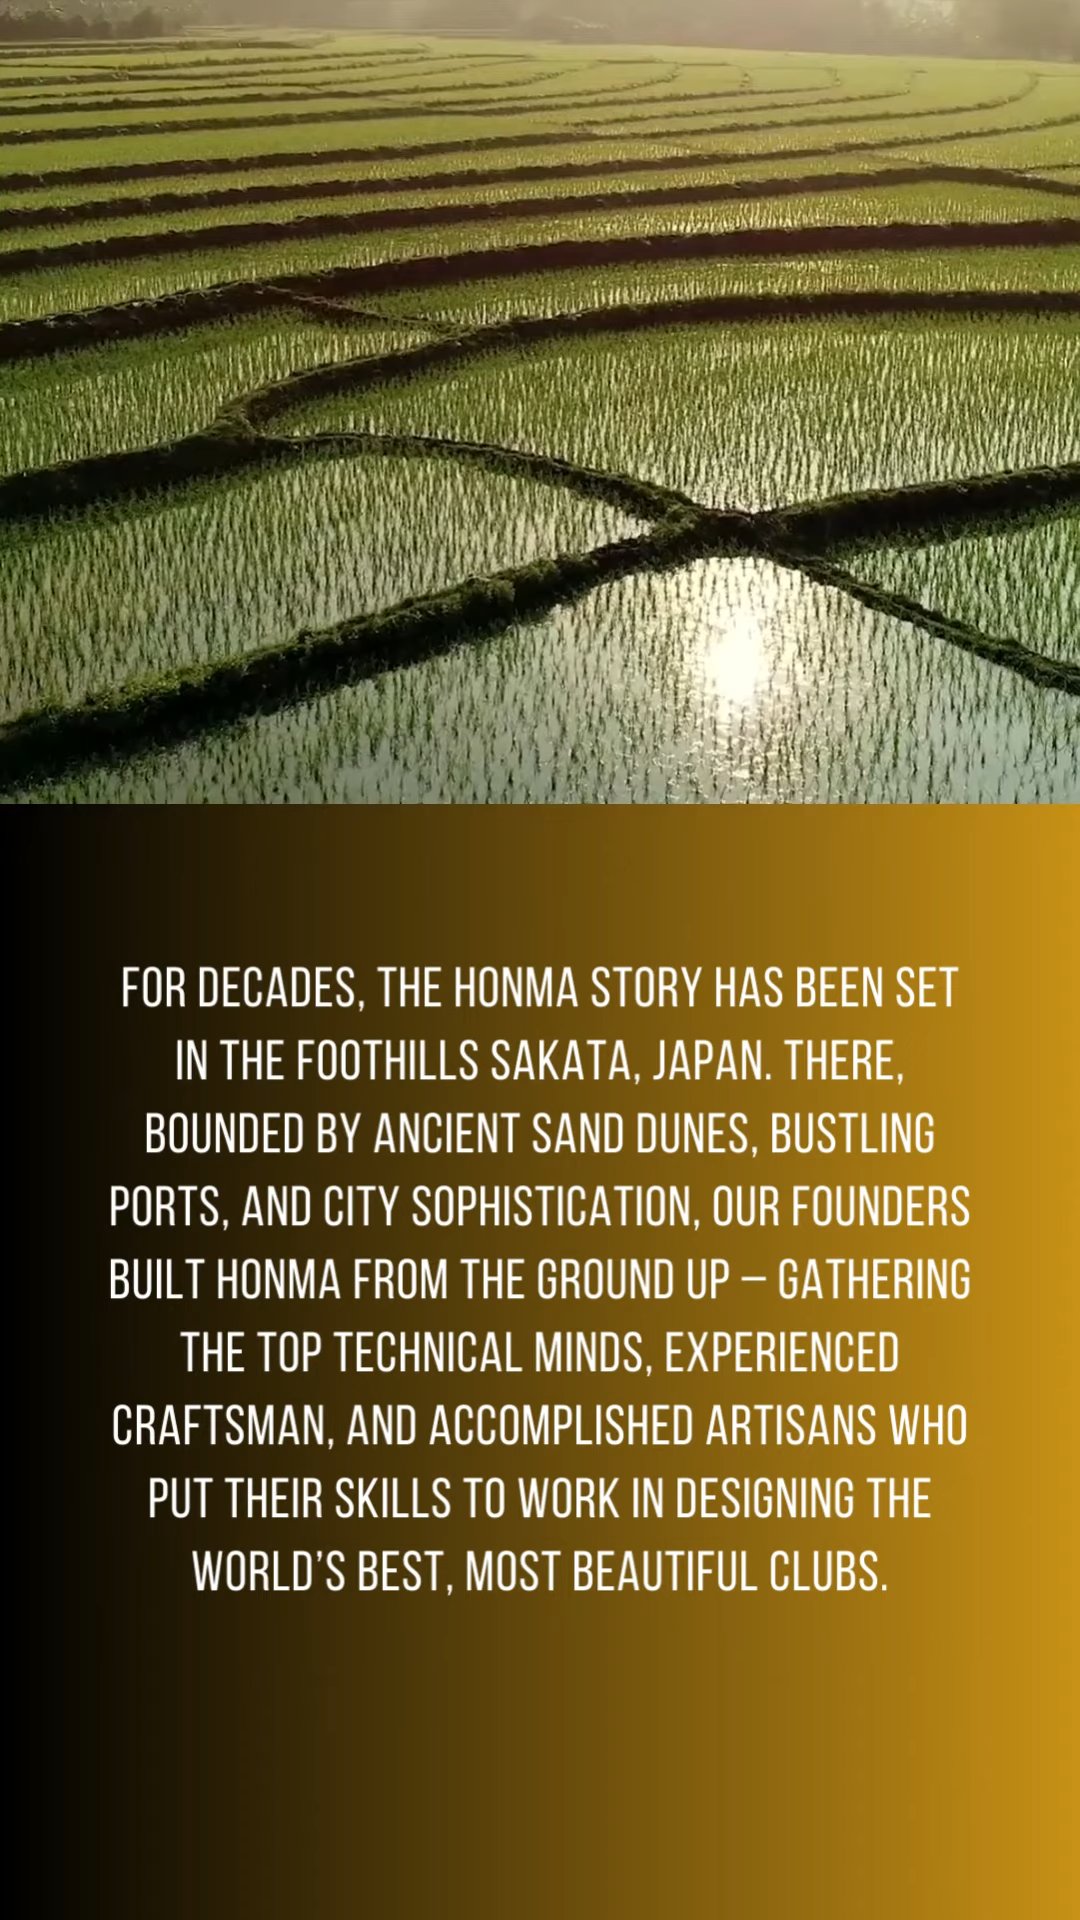 FOR DECADES, THE HONMA STORY HAS BEEN SET
IN THE FOOTHILLS SAKATA, JAPAN. THERE,
BOUNDED BY ANCIENT SAND DUNES, BUSTLING
PORTS, AND CITY SOPHISTICATION, OUR FOUNDERS
BUILT HONMA FROM THE GROUND UP – GATHERING
THE TOP TECHNICAL MINDS, EXPERIENCED
CRAFTSMAN, AND ACCOMPLISHED ARTISANS WHO
PUT THEIR SKILLS TO WORK IN DESIGNING THE
WORLD’S BEST, MOST BEAUTIFUL CLUBS.